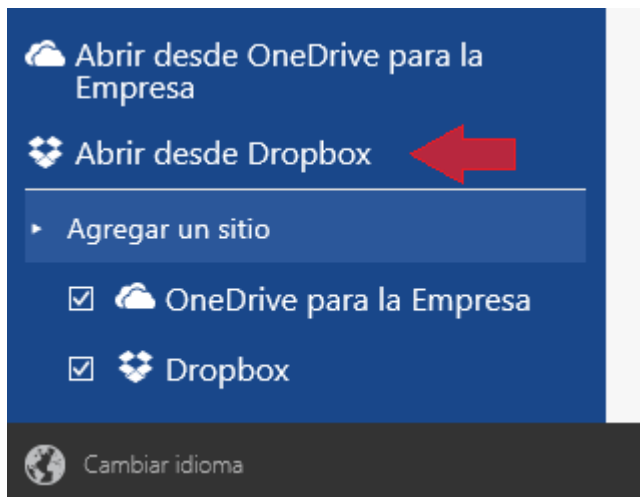 Abrir desde OneDrive para la
Empresa
Abrir desde Dropbox
Agregar un sitio
OneDrive para la Empresa
Dropbox
Cambiar idioma